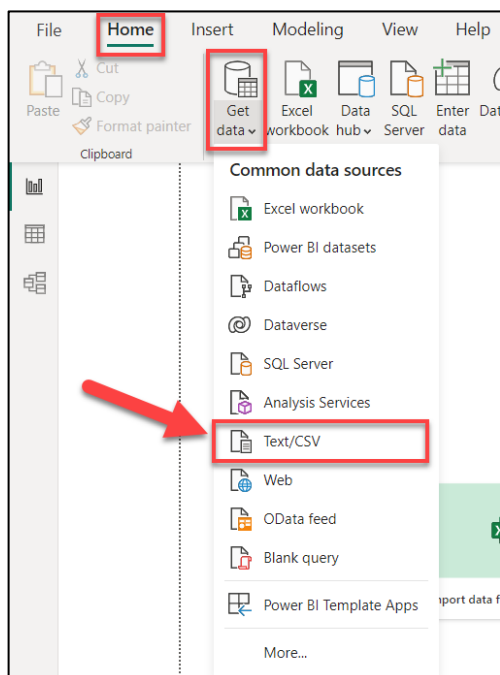 File Home Insert Modeling View Help
Cut
Copy
Format painter
Paste
Clipboard
Get data
Excel workbook
Data hub
SQL Server
Enter data
Common data sources
Excel workbook
Power BI datasets
Dataflows
Dataverse
SQL Server
Analysis Services
Text/CSV
Web
OData feed
Blank query
Power BI Template Apps
data f
More...